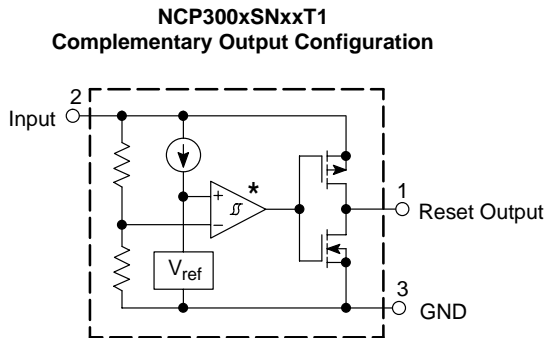 NCP300xSNxxT1
Complementary Output Configuration
2
Input
*
+
−
1
Reset Output
Vref
3
GND